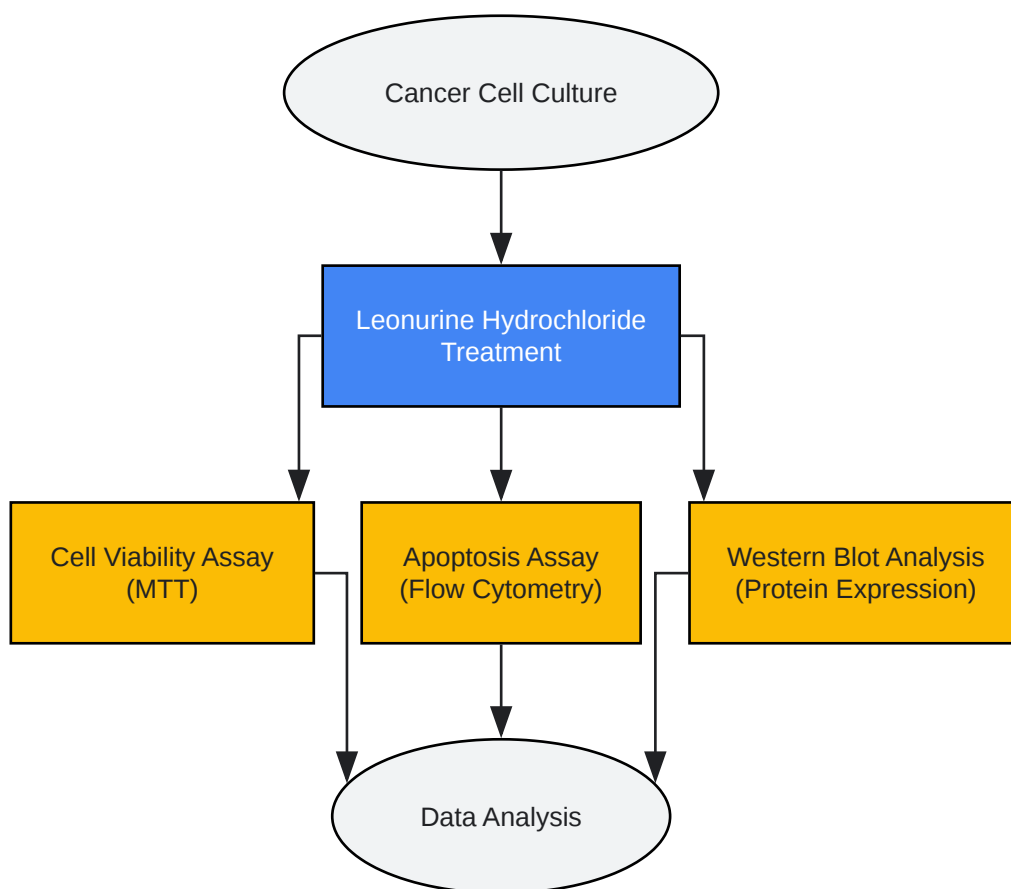 Cancer Cell Culture
Leonurine Hydrochloride
Treatment
Cell Viability Assay
(MTT)
Apoptosis Assay
(Flow Cytometry)
Western Blot Analysis
(Protein Expression)
Data Analysis